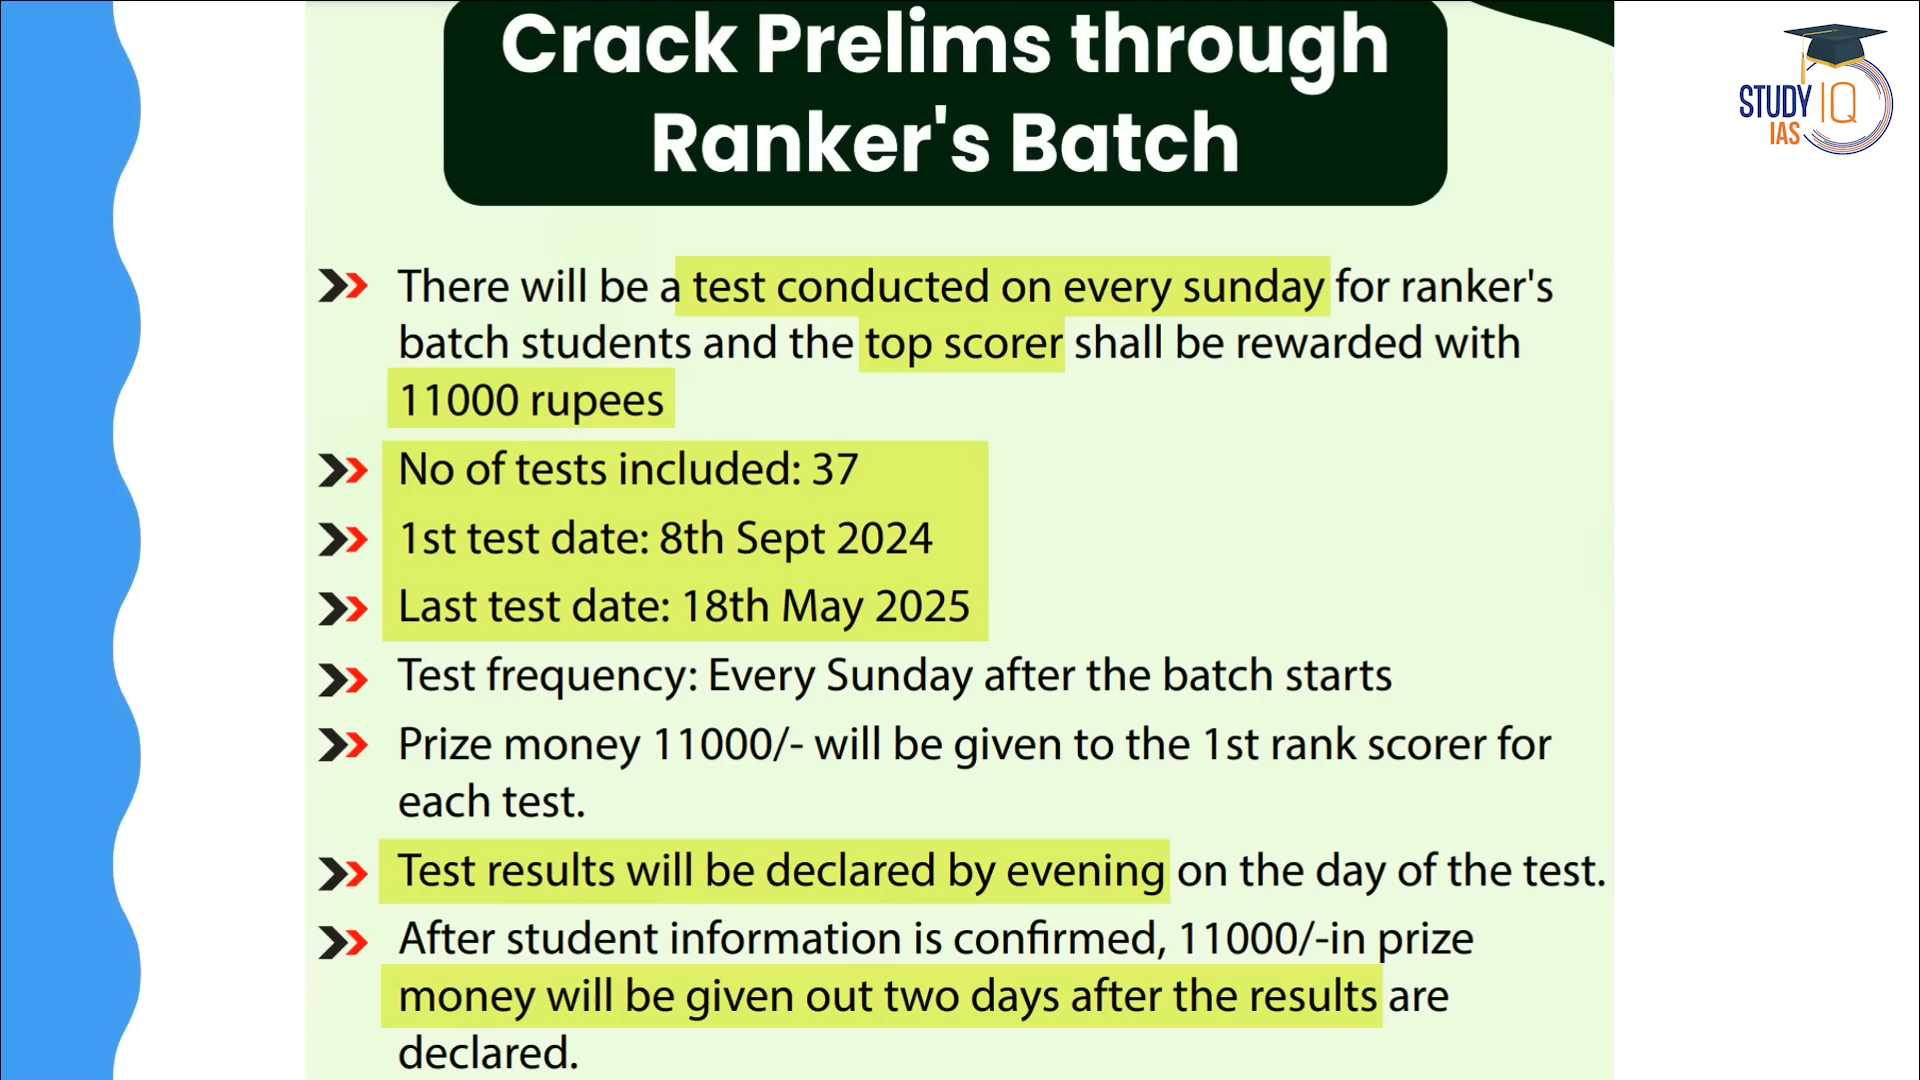 Crack Prelims through
Ranker's Batch
STUDY IQ
IAS
There will be a test conducted on every sunday for ranker's
batch students and the top scorer shall be rewarded with
11000 rupees
No of tests included: 37
1st test date: 8th Sept 2024
Last test date: 18th May 2025
Test frequency: Every Sunday after the batch starts
Prize money 11000/- will be given to the 1st rank scorer for
each test.
Test results will be declared by evening on the day of the test.
After student information is confirmed, 11000/-in prize
money will be given out two days after the results are
declared.